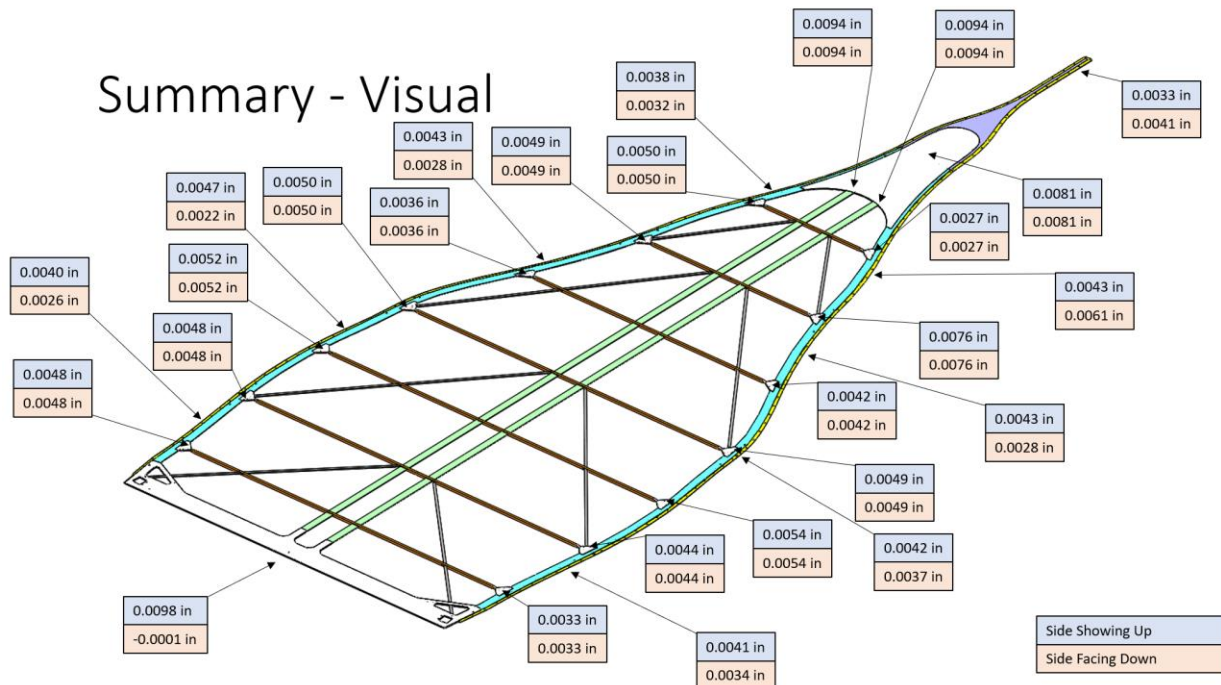 0.0094 in
0.0094 in
0.0094 in
0.0094 in
Summary - Visual
0.0038 in
0.0032 in
0.0033 in
0.0041 in
0.0043 in
0.0028 in
0.0049 in
0.0049 in
0.0050 in
0.0050 in
0.0047 in
0.0022 in
0.0050 in
0.0050 in
0.0036 in
0.0036 in
0.0081 in
0.0081 in
0.0027 in
0.0027 in
0.0052 in
0.0052 in
0.0040 in
0.0026 in
0.0043 in
0.0061 in
0.0048 in
0.0048 in
0.0076 in
0.0076 in
0.0048 in
0.0048 in
0.0042 in
0.0042 in
0.0043 in
0.0028 in
0.0049 in
0.0049 in
0.0054 in
0.0054 in
0.0044 in
0.0044 in
0.0042 in
0.0037 in
0.0098 in
-0.0001 in
0.0033 in
0.0033 in
0.0041 in
0.0034 in
Side Showing Up
Side Facing Down